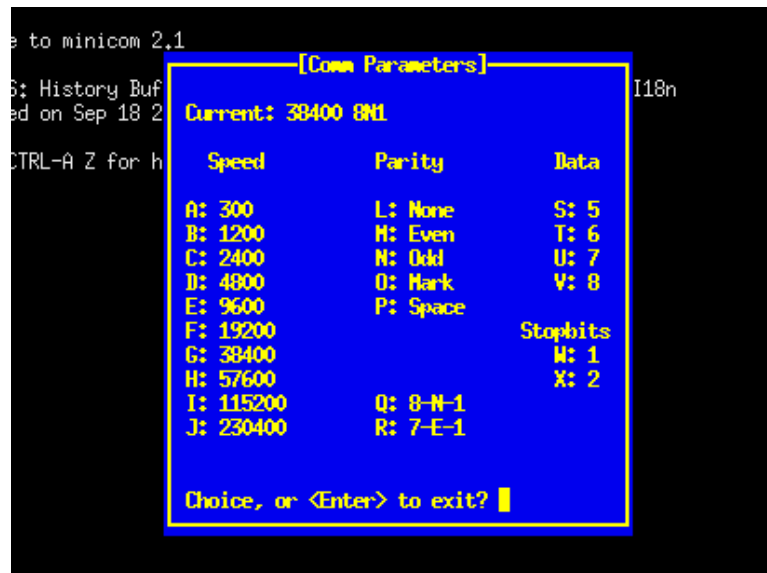 e to minicom 2.1
[Comm Parameters]
S: History Buf I18n
Current: 38400 8N1
ed on Sep 18 2
CTRL-A Z for h
Speed Parity Data
A: 300 L: None S: 5
B: 1200 M: Even T: 6
C: 2400 N: Odd U: 7
D: 4800 O: Mark V: 8
E: 9600 P: Space
F: 19200 Stopbits
G: 38400 W: 1
H: 57600 X: 2
I: 115200 Q: 8-N-1
J: 230400 R: 7-E-1
Choice, or <Enter> to exit?